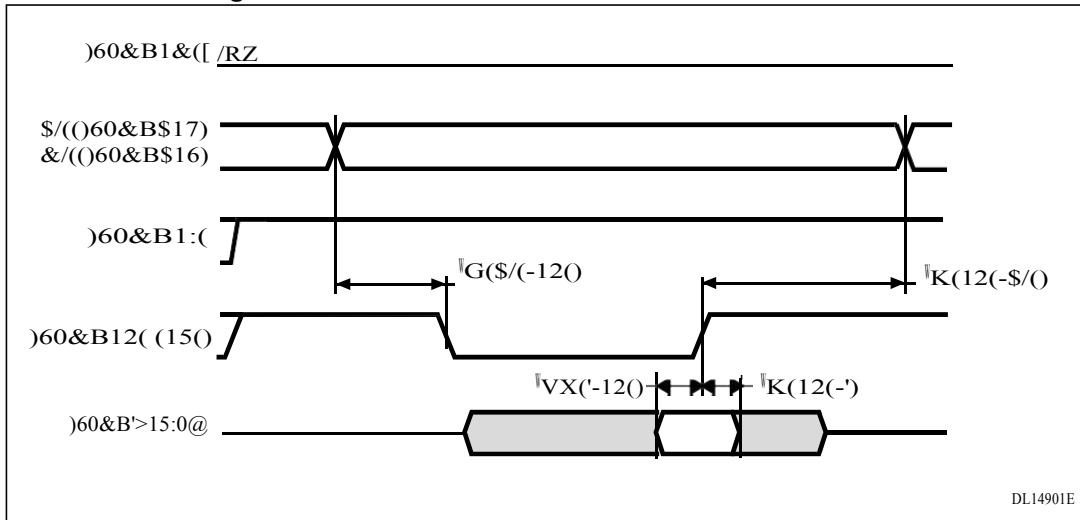 )60&B1&([ /RZ
$/(()60&B$17)
&/(()60&B$16)
)60&B1:(
G($/(-12()
K(12(-$/()
)60&B12( (15()
VX('-12()
K(12(-')
)60&B'>15:0@
DL14901E